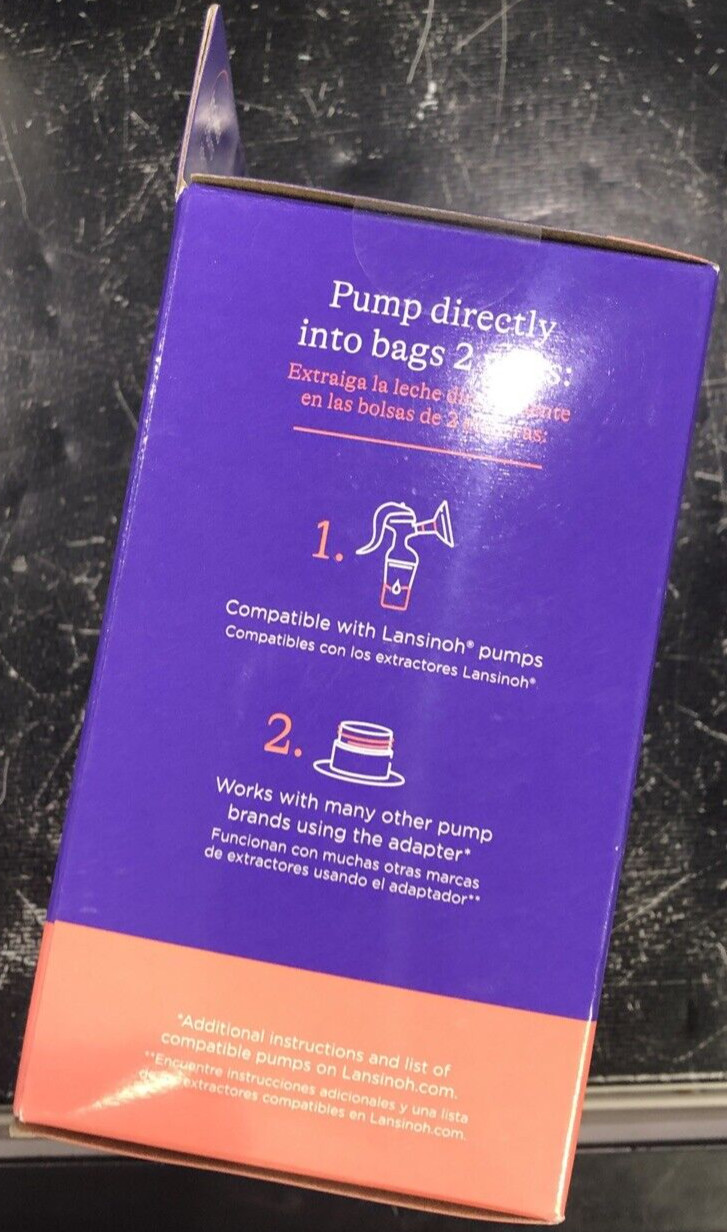 Pump directly
into bags 2
Extraiga la leche
en las bolsas de 2
1.
Compatible with Lansinoh® pumps
Compatibles con los extractores Lansinoh®
2.
Works with many other pump
brands using the adapter*
Funcionan con muchas otras marcas
de extractores usando el adaptador**
*Additional instructions and list of
compatible pumps on Lansinoh.com.
**Encuentre instrucciones adicionales y una lista
extractores compatibles en Lansinoh.com.